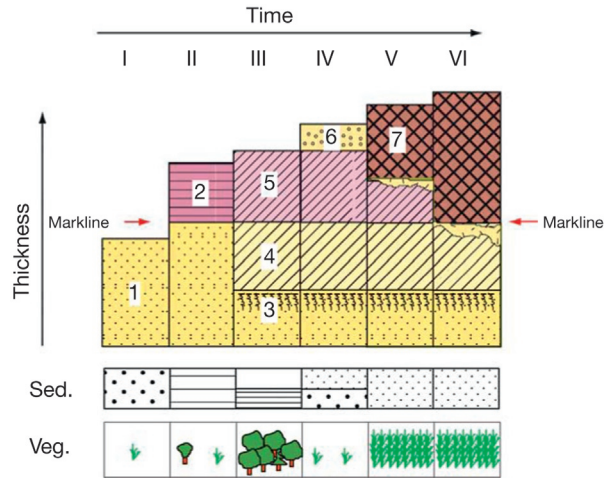 Time
I II III IV V VI
6
7
5
2
Markline
Markline
4
Thickness
1
3
Sed.
Veg.